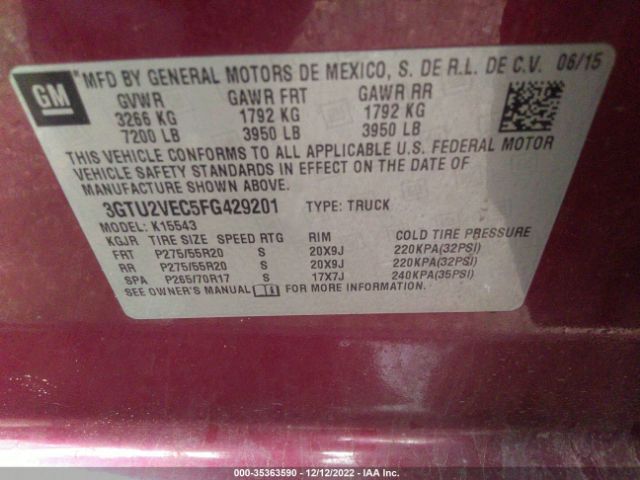 GM
MFD BY GENERAL MOTORS DE MEXICO, S. DE R.L. DE C.V. 06/15
GVWR GAWR FRT GAWR RR
3266 KG 1792 KG 1792 KG
7200 LB 3950 LB 3950 LB
THIS VEHICLE CONFORMS TO ALL APPLICABLE U.S. FEDERAL MOTOR
VEHICLE SAFETY STANDARDS IN EFFECT ON THE DATE OF
MANUFACTURE SHOWN ABOVE.
3GTU2VEC5FG429201 TYPE: TRUCK
MODEL: K15543
KGJR TIRE SIZE SPEED RTG RIM COLD TIRE PRESSURE
FRT P275/55R20 S 20X9J 220KPA(32PSI)
RR P275/55R20 S 20X9J 220KPA(32PSI)
SPA P265/70R17 S 17X7J 240KPA(35PSI)
SEE OWNER'S MANUAL FOR MORE INFORMATION.
000-35363590 - 12/12/2022 - IAA Inc.